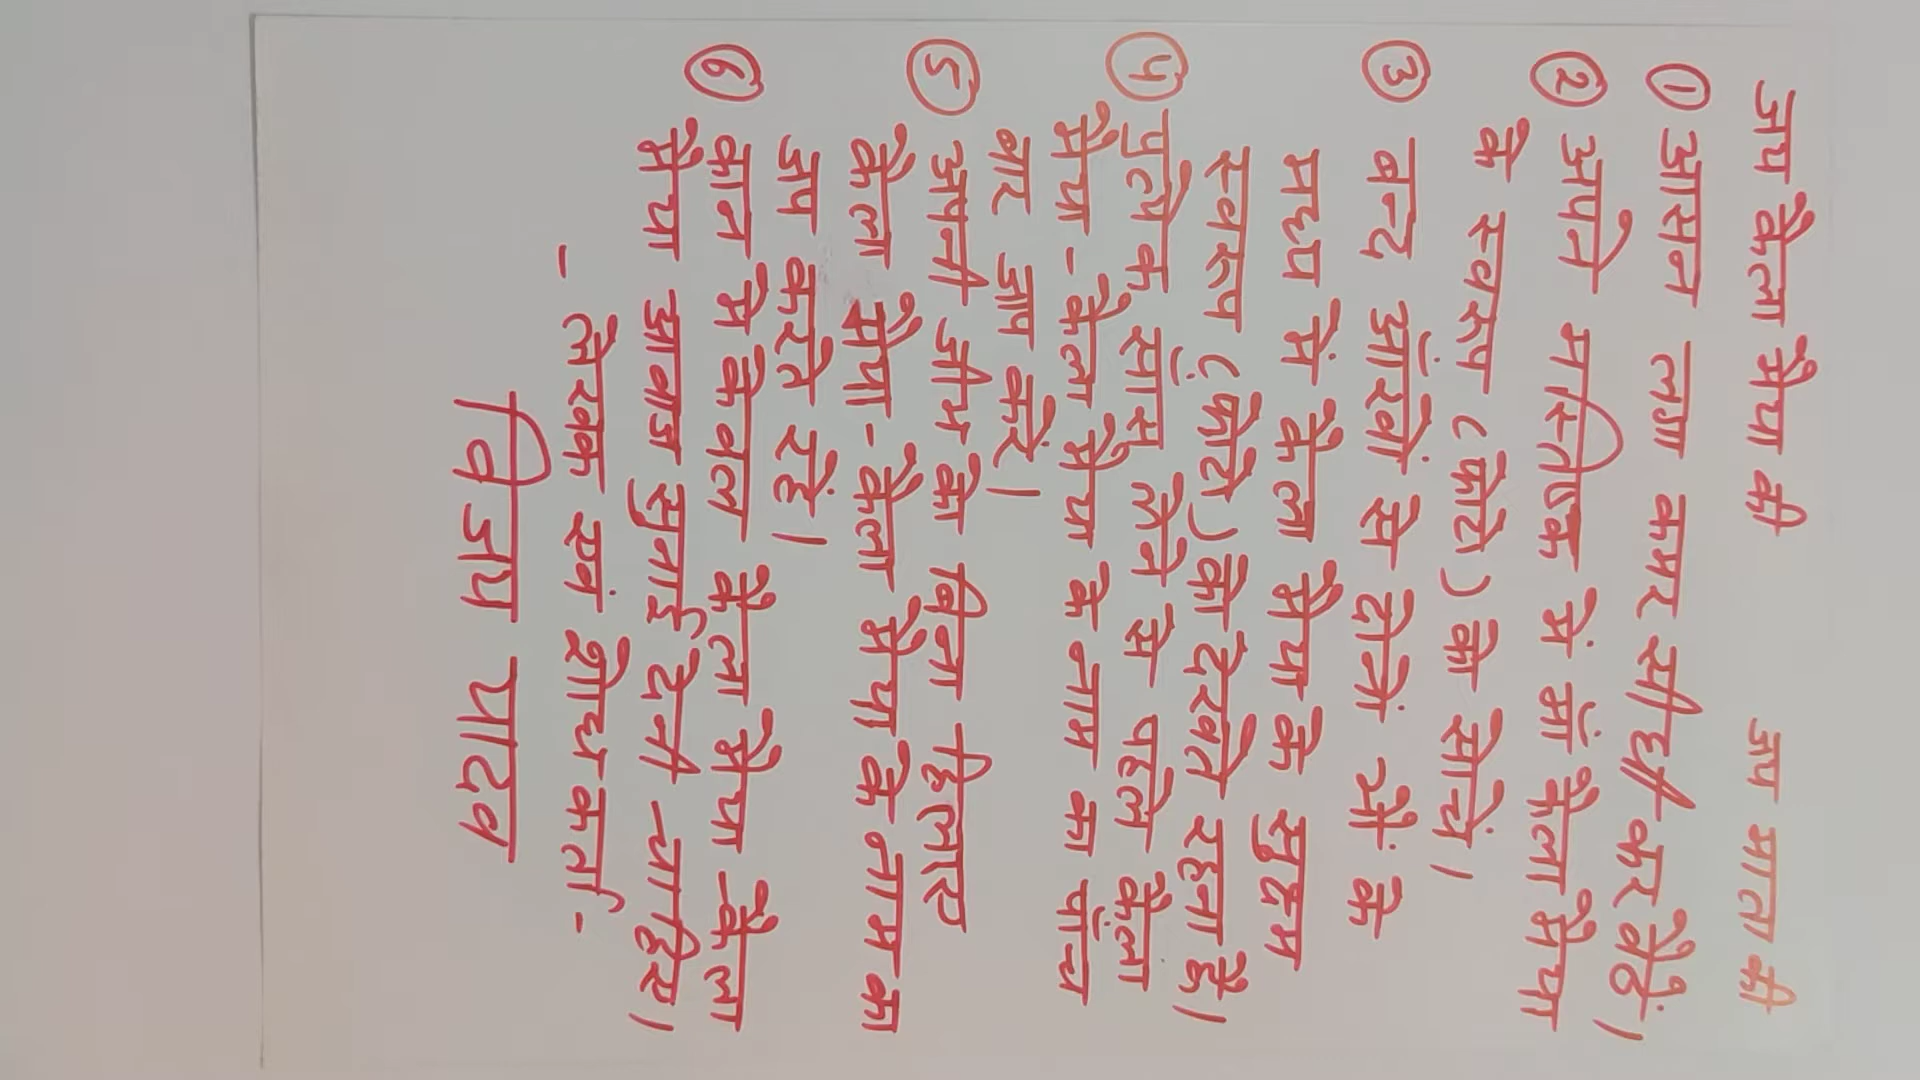 जय कैला मैया की      जय माता की
① आसन लगा कमर सीधी कर बैठें।
② अपने मस्तिष्क में माँ कैला मैया
के स्वरूप (फोटो) को सोचें।
③ बन्द आँखों से दोनों भौं के
मध्य में कैला मैया के सुक्ष्म
स्वरूप (फोटो) को देखते रहना है।
④ प्रत्येक साँस लेने से पहले कैला
मैया - कैला मैया के नाम का पांच
बार जाप करें।
⑤ अपनी जीभ को बिना हिलाए
कैला मैया - कैला मैया के नाम का
जप करते रहें।
⑥ कान में केवल कैला मैया - कैला
मैया आवाज सुनाई देनी चाहिए।
- लेखक एवं शोधकर्ता -
विजय यादव